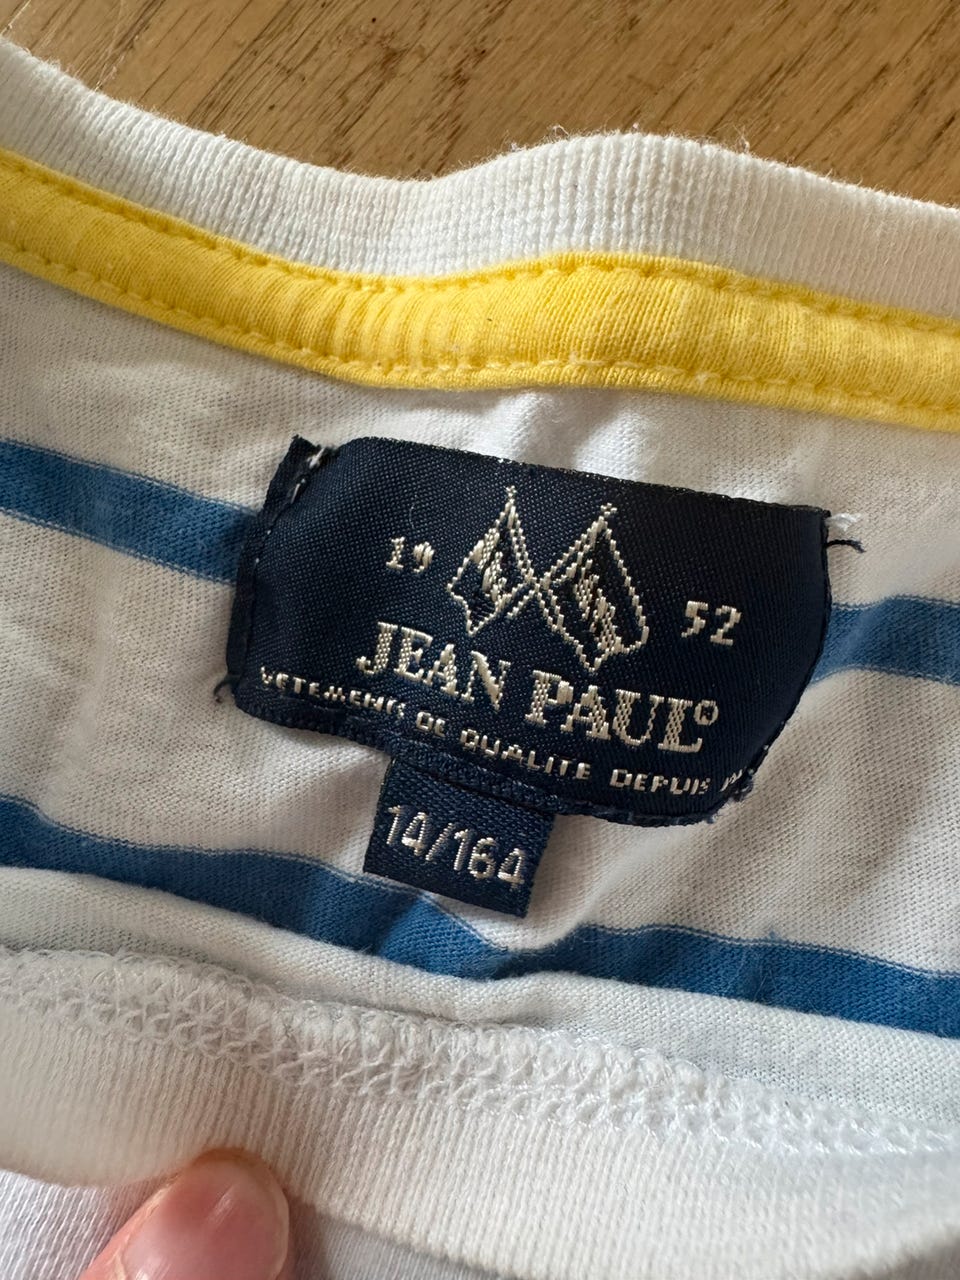 19 52
JEAN PAUL®
VETEMENTS DE QUALITE DEPUIS
14/164